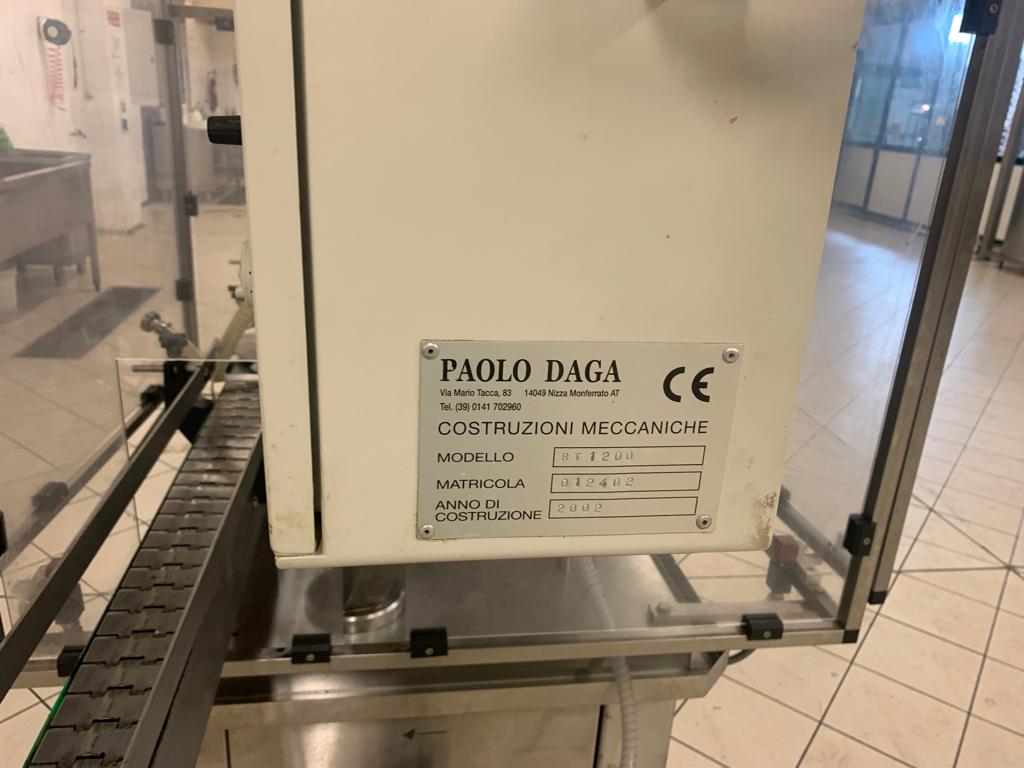 PAOLO DAGA
CE
Via Mario Tacca, 83 14049 Nizza Monferrato AT
Tel. (39) 0141 702960
COSTRUZIONI MECCANICHE
MODELLO RT1200
MATRICOLA 012402
ANNO DI
COSTRUZIONE 2002